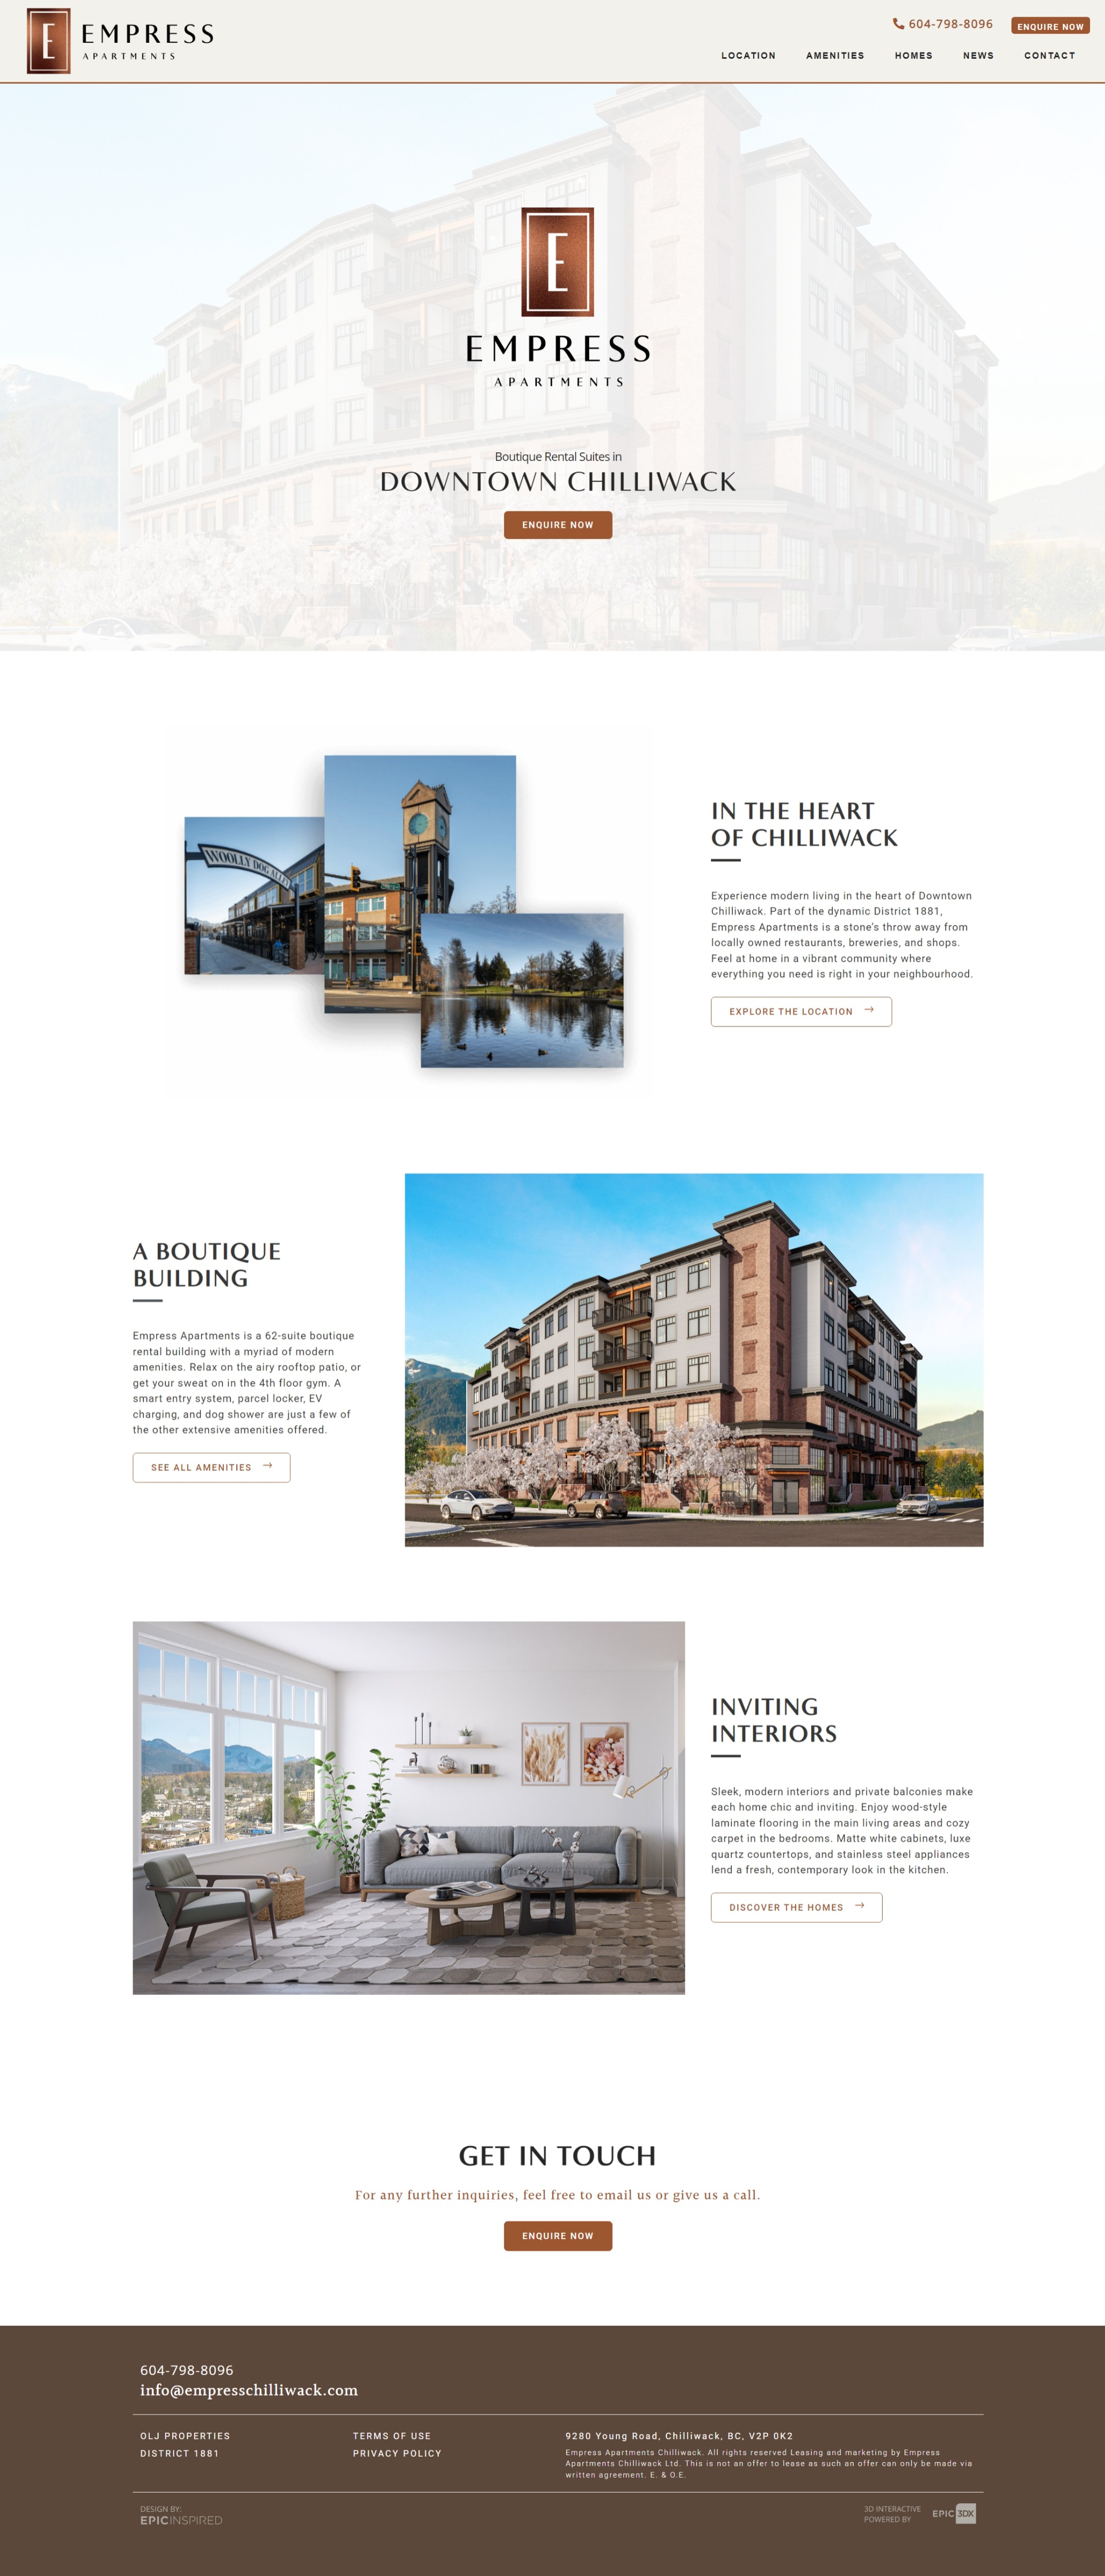 E
EMPRESS
APARTMENTS
604-798-8096
ENQUIRE NOW
LOCATION
AMENITIES
HOMES
NEWS
CONTACT
E
EMPRESS
APARTMENTS
Boutique Rental Suites in
DOWNTOWN CHILLIWACK
ENQUIRE NOW
WOOLLY DOG ALLEY
IN THE HEART
OF CHILLIWACK
Experience modern living in the heart of Downtown
Chilliwack. Part of the dynamic District 1881,
Empress Apartments is a stone's throw away from
locally owned restaurants, breweries, and shops.
Feel at home in a vibrant community where
everything you need is right in your neighbourhood.
EXPLORE THE LOCATION →
A BOUTIQUE
BUILDING
Empress Apartments is a 62-suite boutique
rental building with a myriad of modern
amenities. Relax on the airy rooftop patio, or
get your sweat on in the 4th floor gym. A
smart entry system, parcel locker, EV
charging, and dog shower are just a few of
the other extensive amenities offered.
SEE ALL AMENITIES →
INVITING
INTERIORS
Sleek, modern interiors and private balconies make
each home chic and inviting. Enjoy wood-style
laminate flooring in the main living areas and cozy
carpet in the bedrooms. Matte white cabinets, luxe
quartz countertops, and stainless steel appliances
lend a fresh, contemporary look in the kitchen.
DISCOVER THE HOMES →
GET IN TOUCH
For any further inquiries, feel free to email us or give us a call.
ENQUIRE NOW
604-798-8096
info@empresschilliwack.com
OLJ PROPERTIES
DISTRICT 1881
TERMS OF USE
PRIVACY POLICY
9280 Young Road, Chilliwack, BC, V2P 0K2
Empress Apartments Chilliwack. All rights reserved Leasing and marketing by Empress
Apartments Chilliwack Ltd. This is not an offer to lease as such an offer can only be made via
written agreement. E. & O.E.
DESIGN BY:
EPICINSPIRED
3D INTERACTIVE
POWERED BY
EPIC 3DX